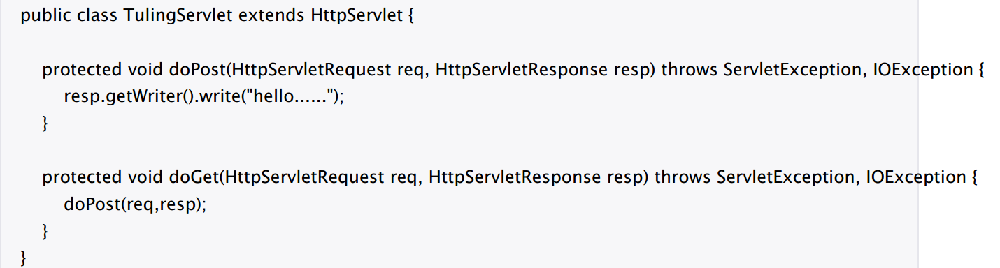 public class TulingServlet extends HttpServlet {
protected void doPost(HttpServletRequest req, HttpServletResponse resp) throws ServletException, IOException {
resp.getWriter().write("hello......");
}
protected void doGet(HttpServletRequest req, HttpServletResponse resp) throws ServletException, IOException {
doPost(req,resp);
}
}